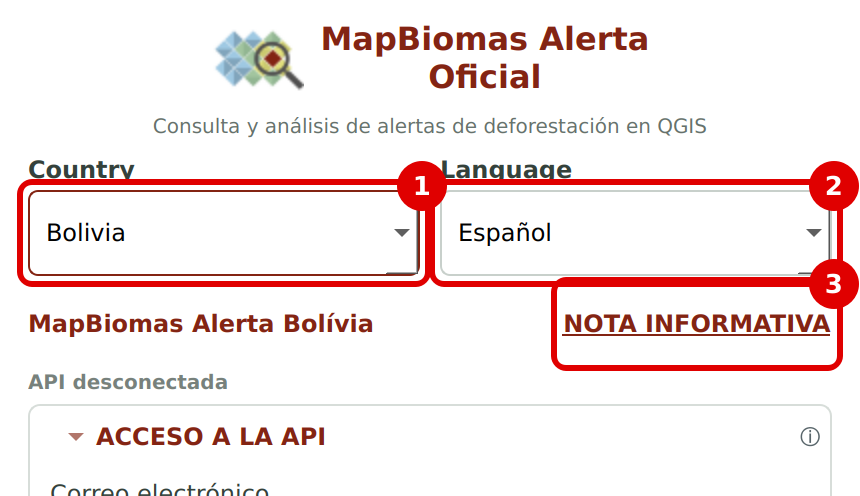 MapBiomas Alerta
Oficial
Consulta y análisis de alertas de deforestación en QGIS
Country
Language
1
2
Bolivia
Español
3
MapBiomas Alerta Bolívia
NOTA INFORMATIVA
API desconectada
ACCESO A LA API
Correo electrónico